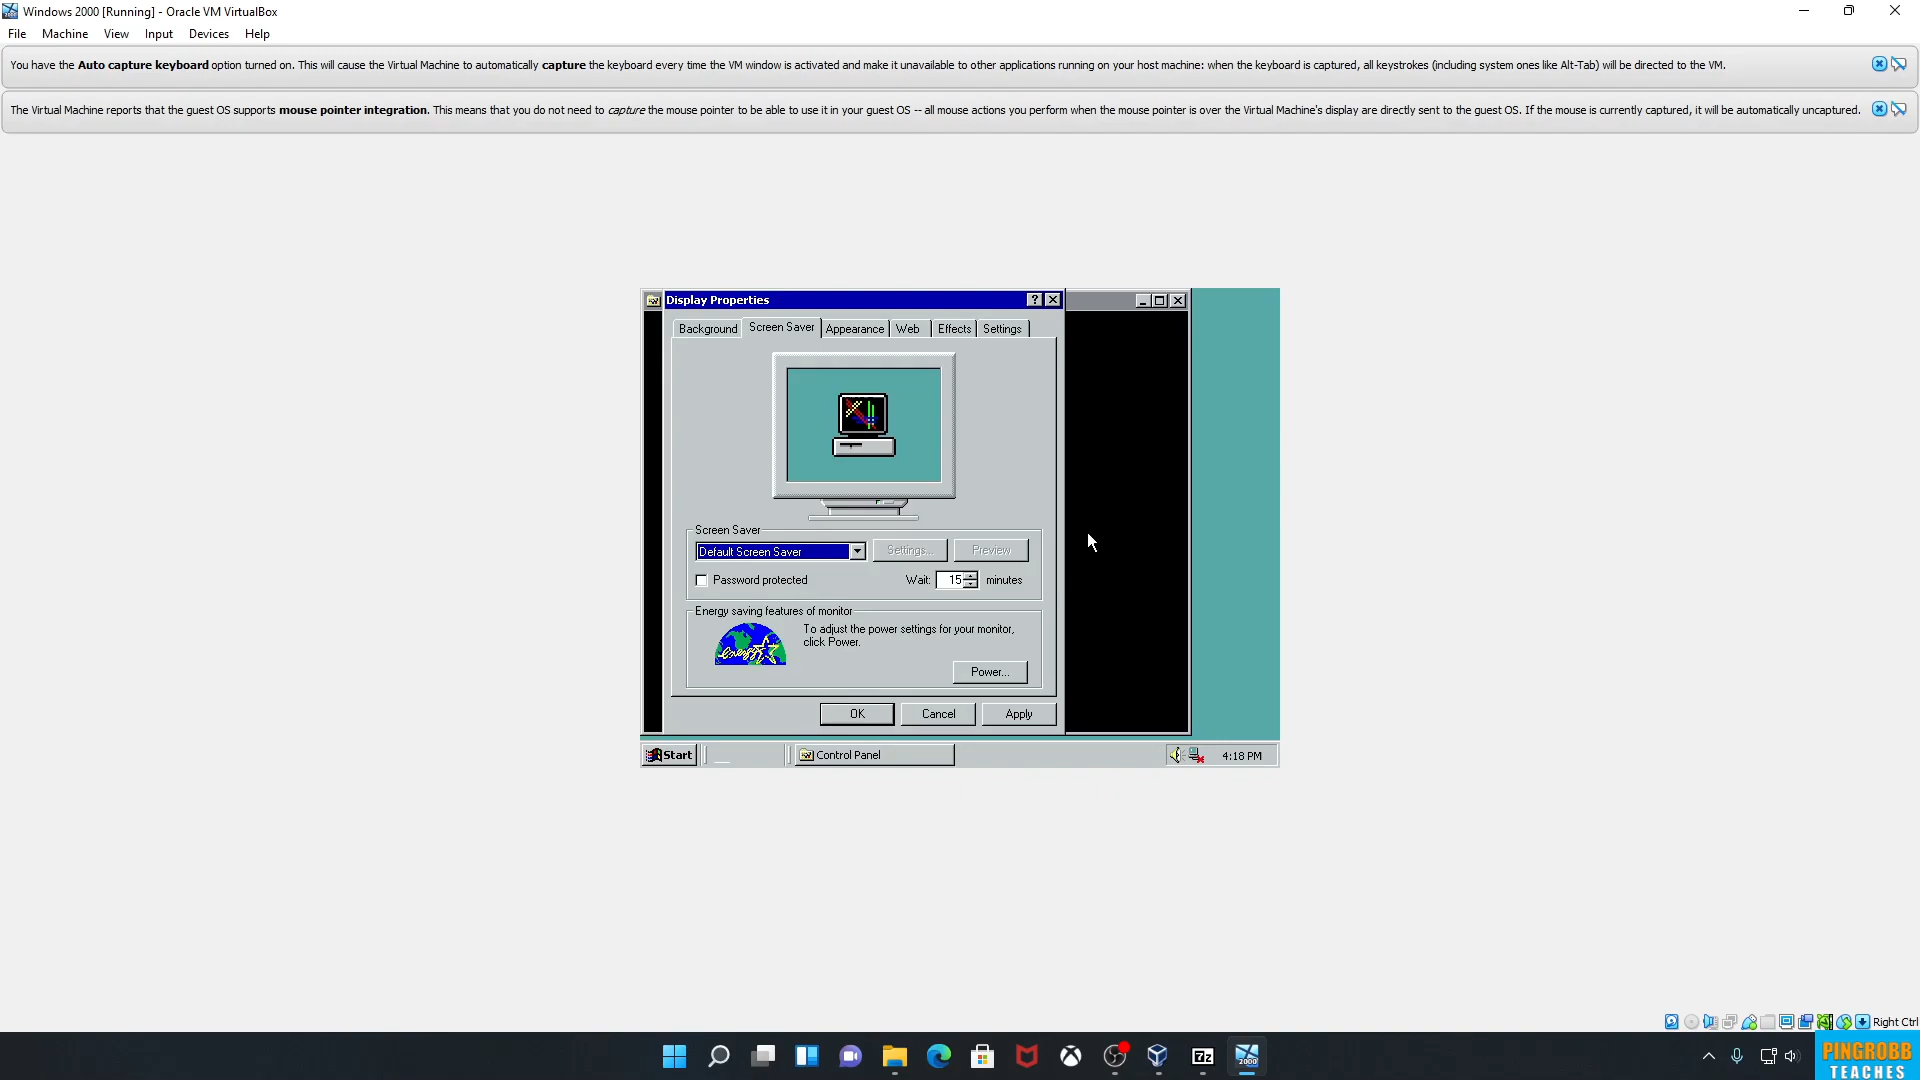 Windows 2000 [Running] - Oracle VM VirtualBox
File Machine View Input Devices Help
You have the Auto capture keyboard option turned on. This will cause the Virtual Machine to automatically capture the keyboard every time the VM window is activated and make it unavailable to other applications running on your host machine: when the keyboard is captured, all keystrokes (including system ones like Alt-Tab) will be directed to the VM.
The Virtual Machine reports that the guest OS supports mouse pointer integration. This means that you do not need to capture the mouse pointer to be able to use it in your guest OS -- all mouse actions you perform when the mouse pointer is over the Virtual Machine's display are directly sent to the guest OS. If the mouse is currently captured, it will be automatically uncaptured.
Display Properties
Background Screen Saver Appearance Web Effects Settings
Screen Saver
Default Screen Saver Settings... Preview
Password protected Wait: 15 minutes
Energy saving features of monitor
To adjust the power settings for your monitor,
click Power.
energy
Power...
OK Cancel Apply
Start Control Panel 4:18 PM
Right Ctrl
7z
2000
PINGROBB
TEACHES